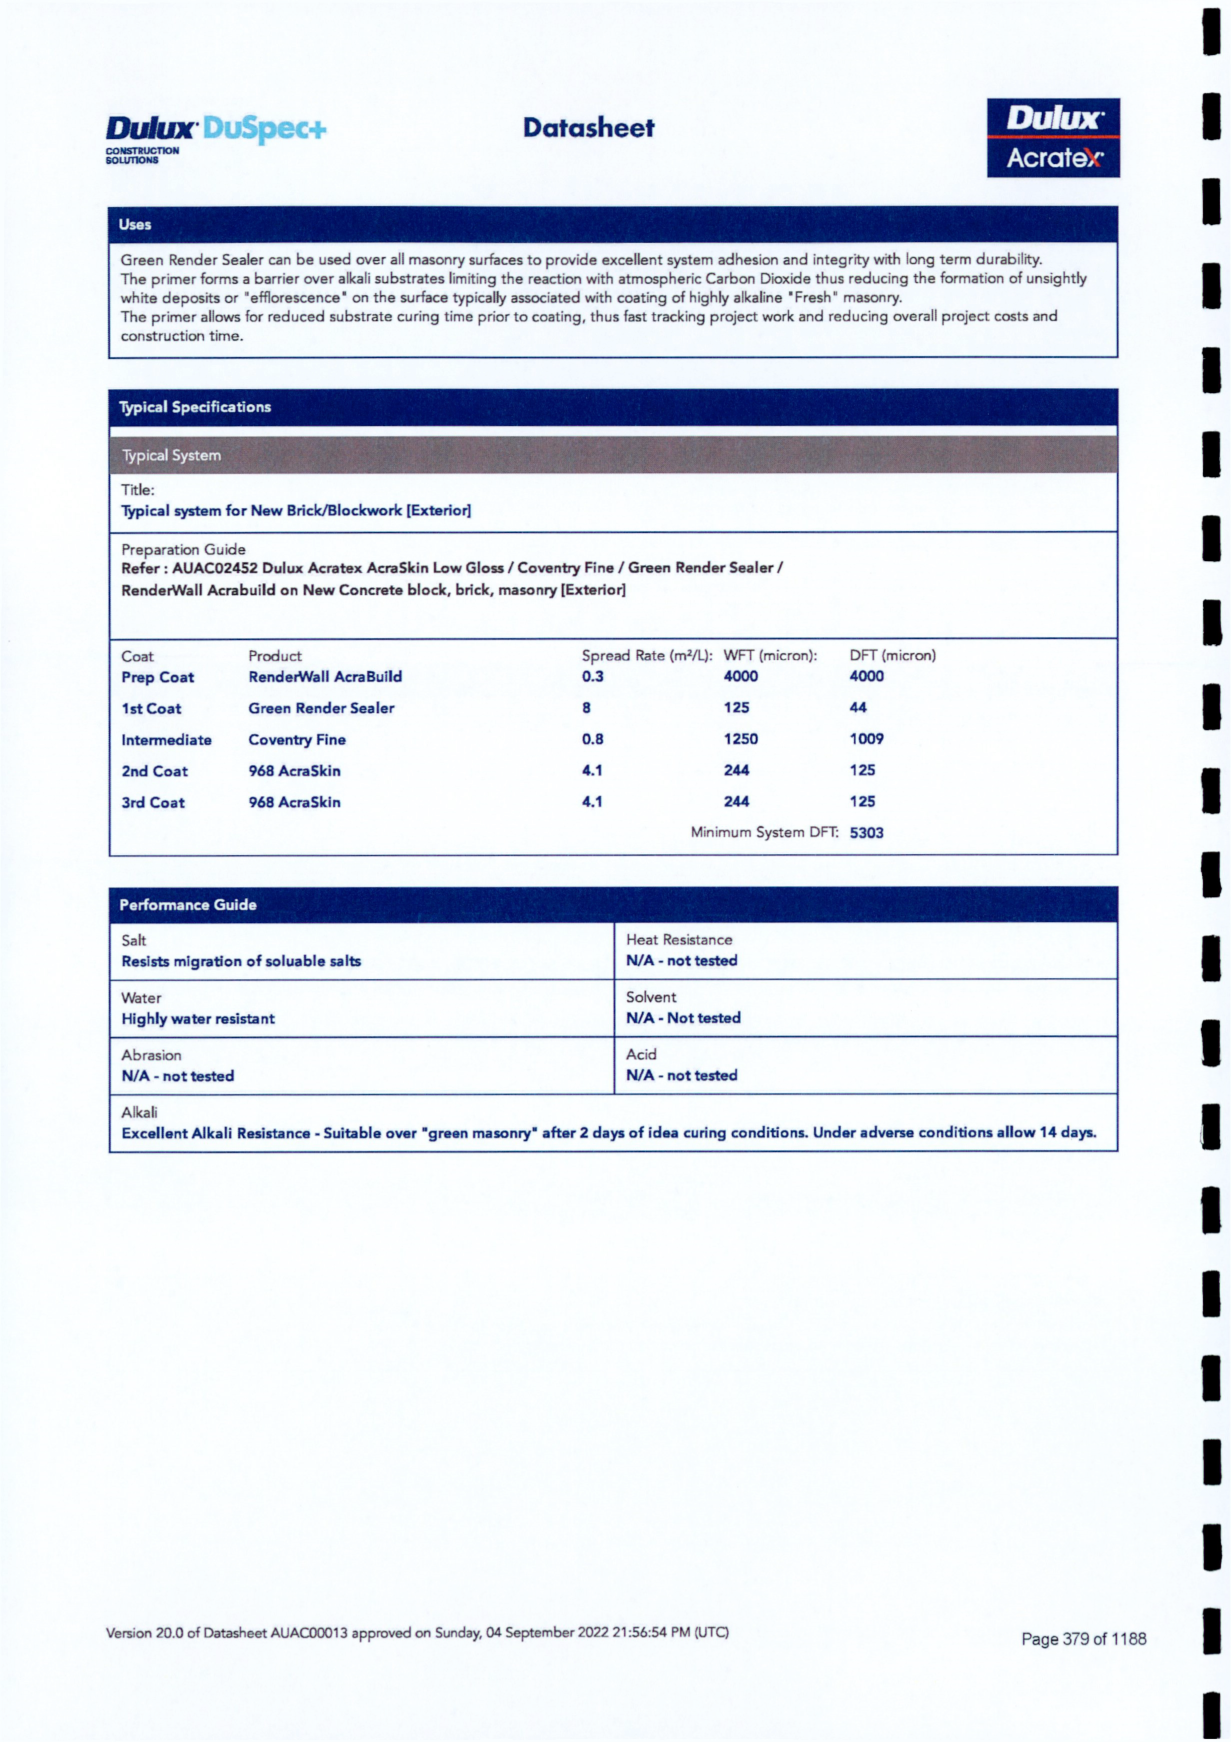 Dulux DuSpec+
CONSTRUCTION
SOLUTIONS
Datasheet
Dulux
Acratex
Uses
Green Render Sealer can be used over all masonry surfaces to provide excellent system adhesion and integrity with long term durability.
The primer forms a barrier over alkali substrates limiting the reaction with atmospheric Carbon Dioxide thus reducing the formation of unsightly
white deposits or "efflorescence" on the surface typically associated with coating of highly alkaline "Fresh" masonry.
The primer allows for reduced substrate curing time prior to coating, thus fast tracking project work and reducing overall project costs and
construction time.
Typical Specifications
Typical System
Title:
Typical system for New Brick/Blockwork [Exterior]
Preparation Guide
Refer : AUAC02452 Dulux Acratex AcraSkin Low Gloss / Coventry Fine / Green Render Sealer /
RenderWall Acrabuild on New Concrete block, brick, masonry [Exterior]
Coat Product Spread Rate (m²/L): WFT (micron): DFT (micron)
Prep Coat RenderWall AcraBuild 0.3 4000 4000
1st Coat Green Render Sealer 8 125 44
Intermediate Coventry Fine 0.8 1250 1009
2nd Coat 968 AcraSkin 4.1 244 125
3rd Coat 968 AcraSkin 4.1 244 125
Minimum System DFT: 5303
Performance Guide
Salt
Resists migration of soluable salts
Heat Resistance
N/A - not tested
Water
Highly water resistant
Solvent
N/A - Not tested
Abrasion
N/A - not tested
Acid
N/A - not tested
Alkali
Excellent Alkali Resistance - Suitable over "green masonry" after 2 days of idea curing conditions. Under adverse conditions allow 14 days.
Version 20.0 of Datasheet AUAC00013 approved on Sunday, 04 September 2022 21:56:54 PM (UTC)
Page 379 of 1188